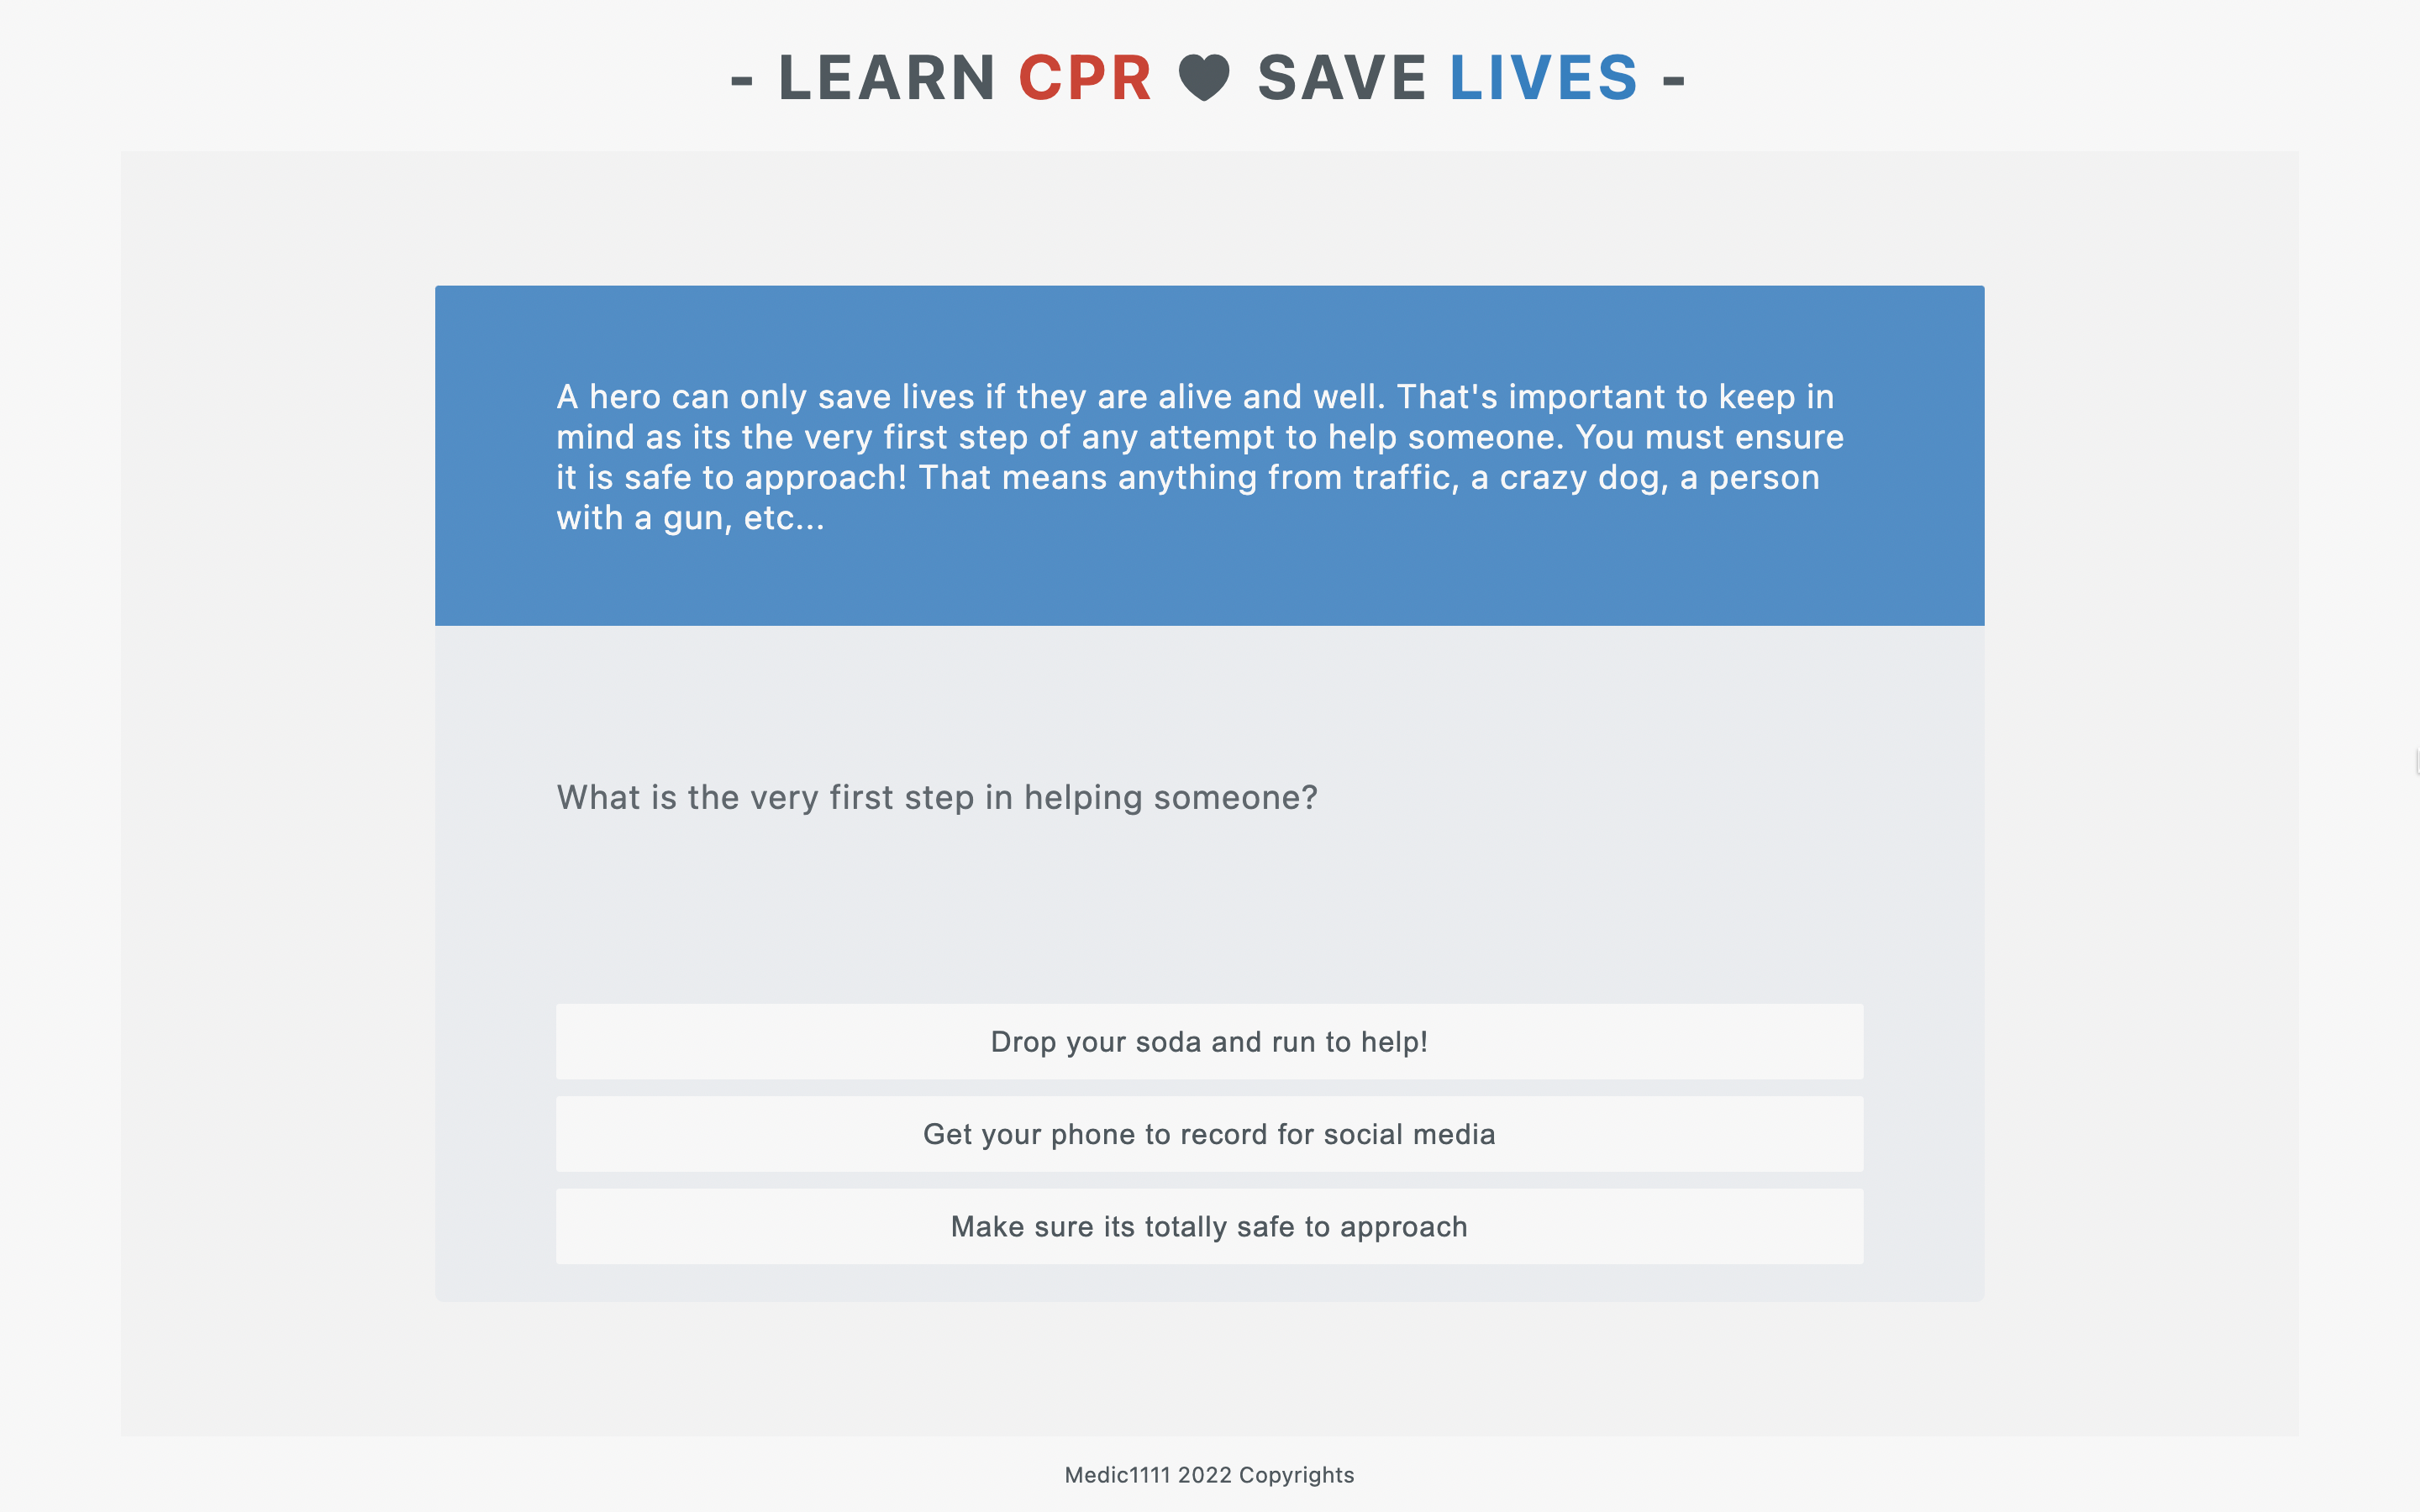 - LEARN CPR ♥ SAVE LIVES -
A hero can only save lives if they are alive and well. That's important to keep in
mind as its the very first step of any attempt to help someone. You must ensure
it is safe to approach! That means anything from traffic, a crazy dog, a person
with a gun, etc...
What is the very first step in helping someone?
Drop your soda and run to help!
Get your phone to record for social media
Make sure its totally safe to approach
Medic1111 2022 Copyrights